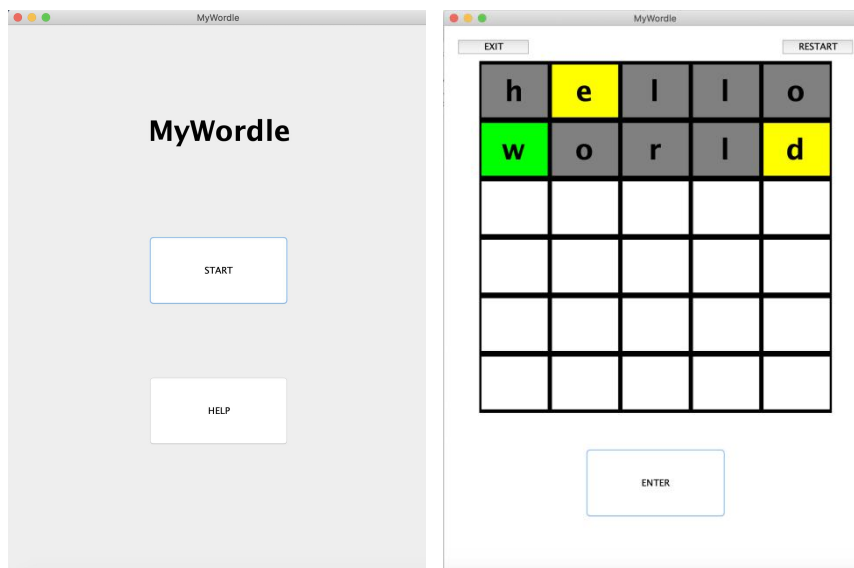 MyWordle
MyWordle
START
HELP
MyWordle
EXIT RESTART
h e l l o
w o r l d
ENTER